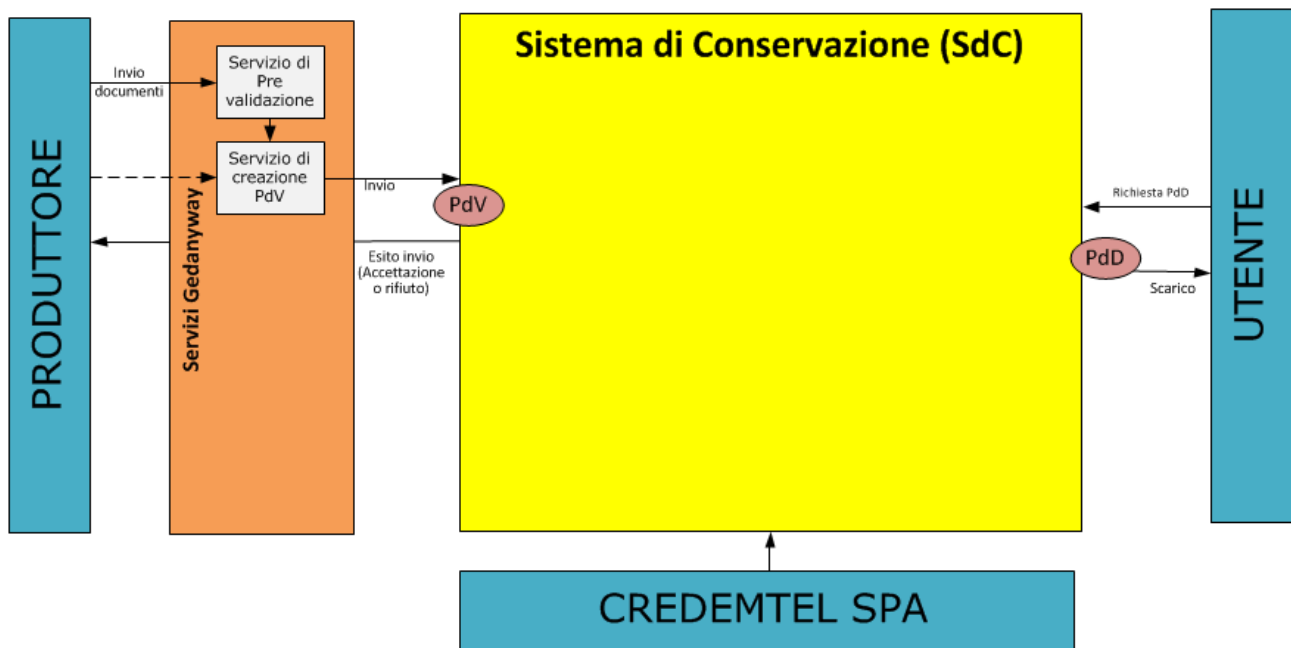 Sistema di Conservazione (SdC)
PRODUTTORE
Invio
documenti
Servizi Gedanyway
Servizio di
Pre
validazione
Servizio di
creazione
PdV
Invio
PdV
Esito invio
(Accettazione
o rifiuto)
Richiesta PdD
PdD
Scarico
UTENTE
CREDEMTEL SPA